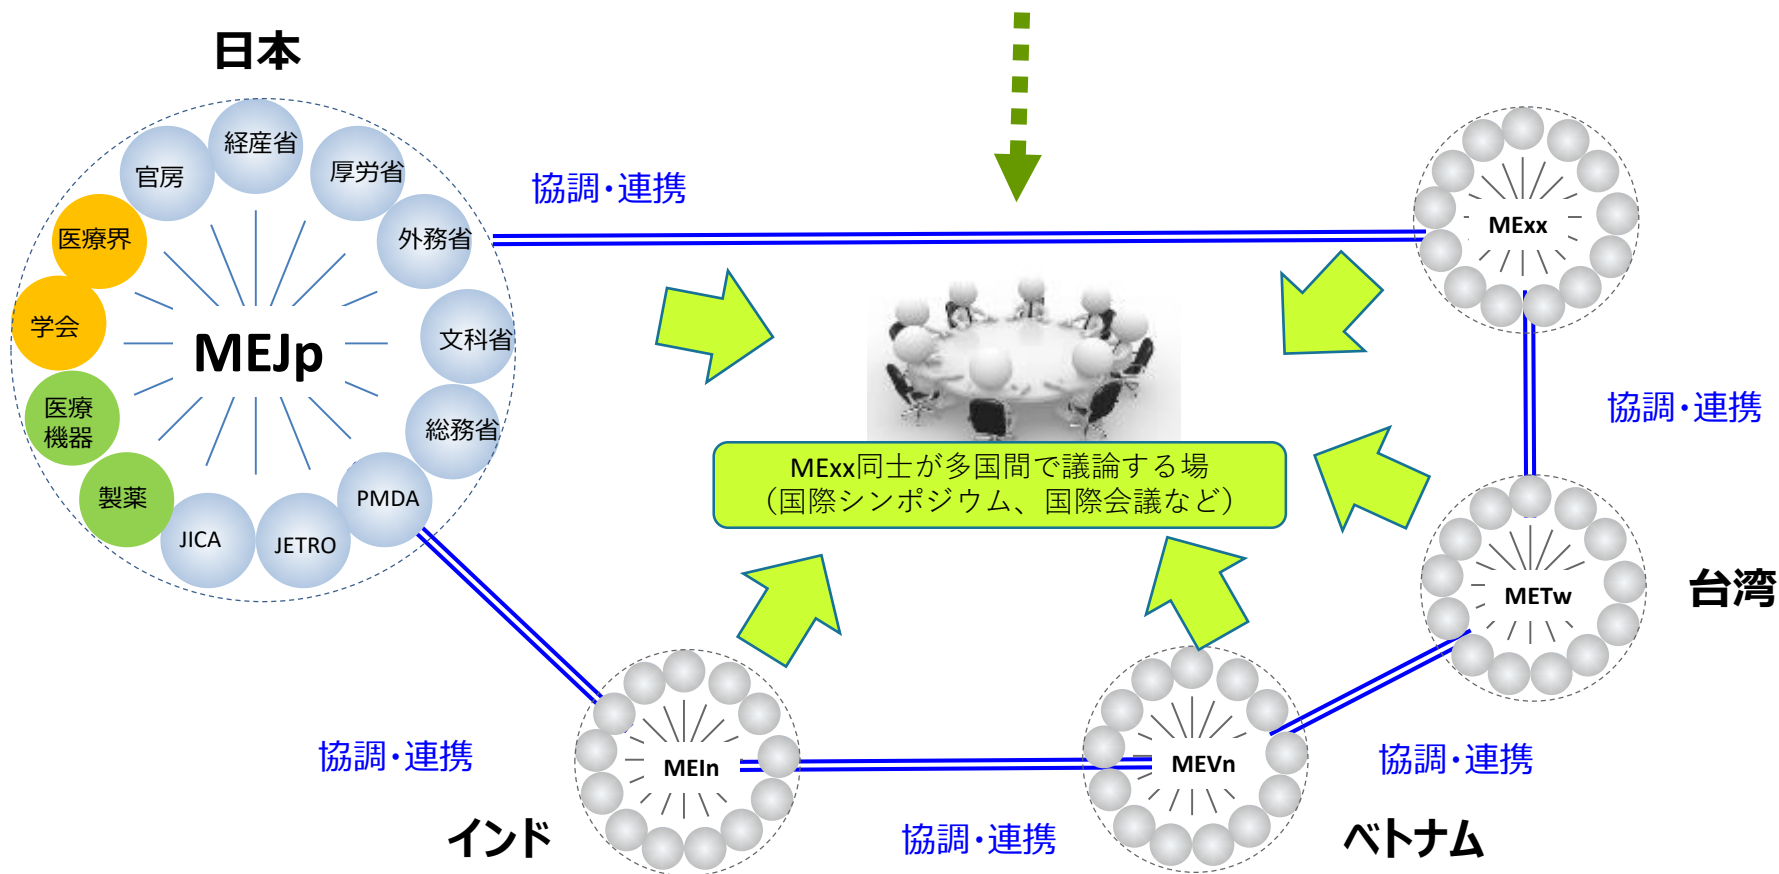 日本
経産省
官房
厚労省
医療界
外務省
学会
文科省
MEJp
医療
機器
総務省
製薬
PMDA
JICA
JETRO
協調・連携
MExx
協調・連携
MExx同士が多国間で議論する場
（国際シンポジウム、国際会議など）
METw
台湾
協調・連携
MEIn
インド
協調・連携
MEVn
ベトナム
協調・連携